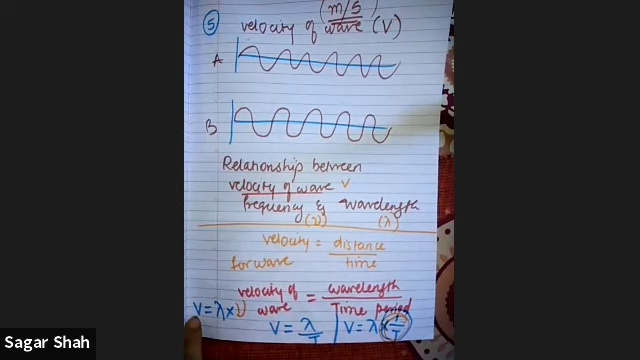 (m/s)
5 velocity of wave (V)
A
B
Relationship between
velocity of wave v
frequency & wavelength
(ν) (λ)
velocity = distance
for wave time
velocity of = wavelength
wave Time period
V = λ × ν
V = λ/T V = λ × 1/T
Sagar Shah